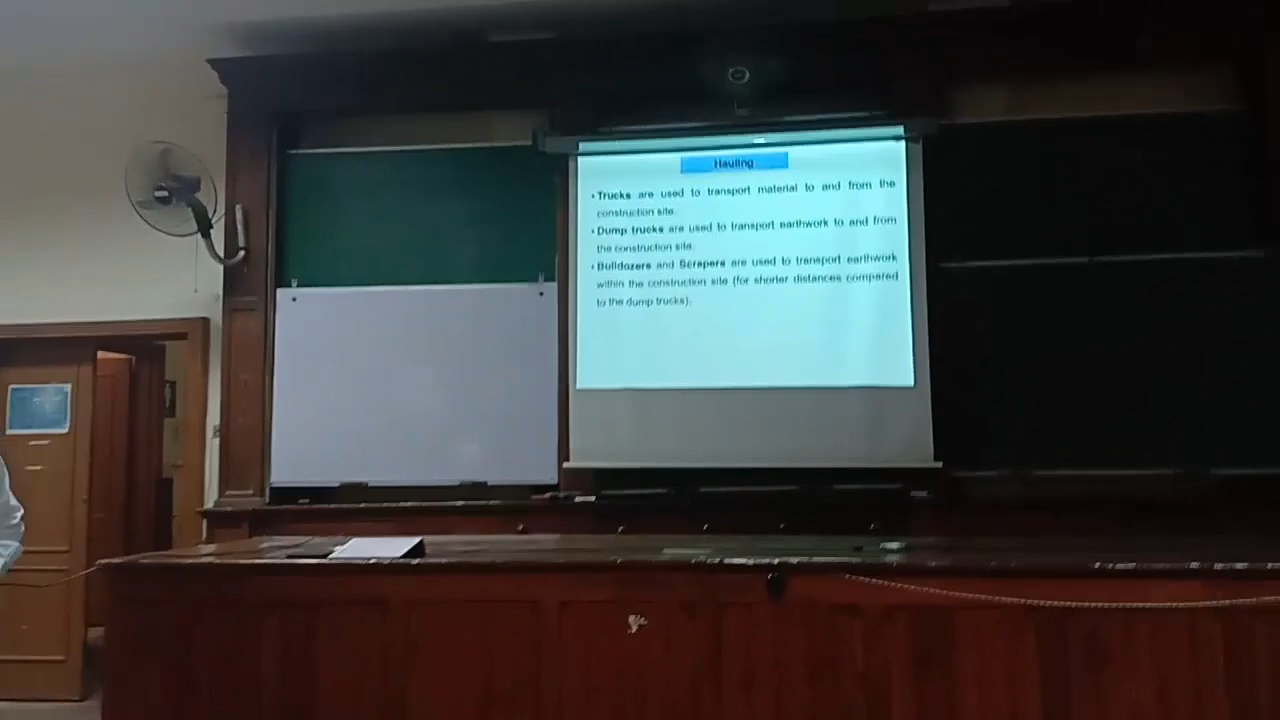 Hauling
• Trucks are used to transport material to and from the
construction site.
• Dump trucks are used to transport earthwork to and from
the construction site.
• Bulldozers and Scrapers are used to transport earthwork
within the construction site (for shorter distances compared
to the dump trucks).